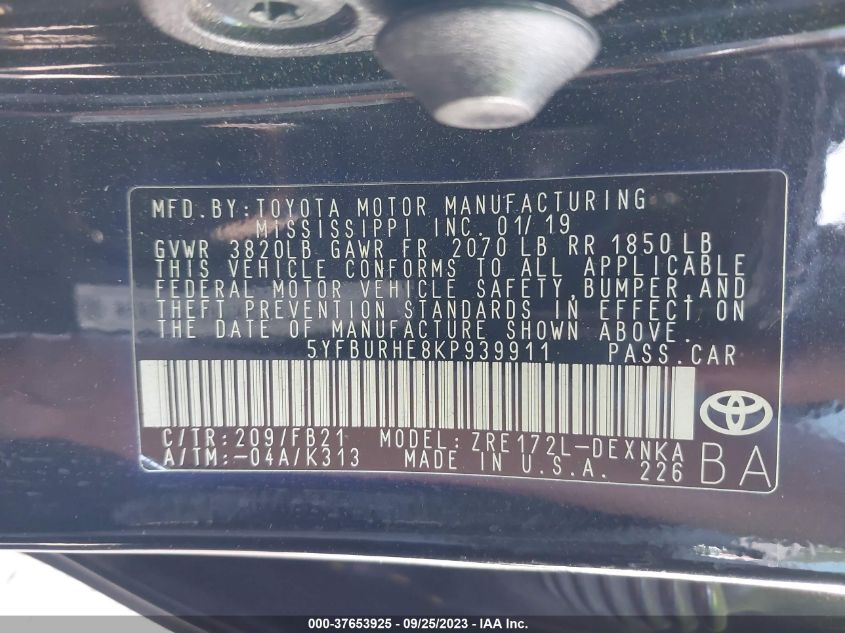 MFD. BY: TOYOTA MOTOR MANUFACTURING
MISSISSIPPI INC. 01/19
GVWR 3820LB GAWR FR 2070 LB RR 1850 LB
THIS VEHICLE CONFORMS TO ALL APPLICABLE
FEDERAL MOTOR VEHICLE SAFETY, BUMPER, AND
THEFT PREVENTION STANDARDS IN EFFECT ON
THE DATE OF MANUFACTURE SHOWN ABOVE.
5YFBURHE8KP939911 PASS. CAR
C/TR: 209/FB21 MODEL: ZRE172L-DEXNKA
A/TM: -04A/K313 MADE IN U.S.A. 226 BA
000-37653925 - 09/25/2023 - IAA Inc.